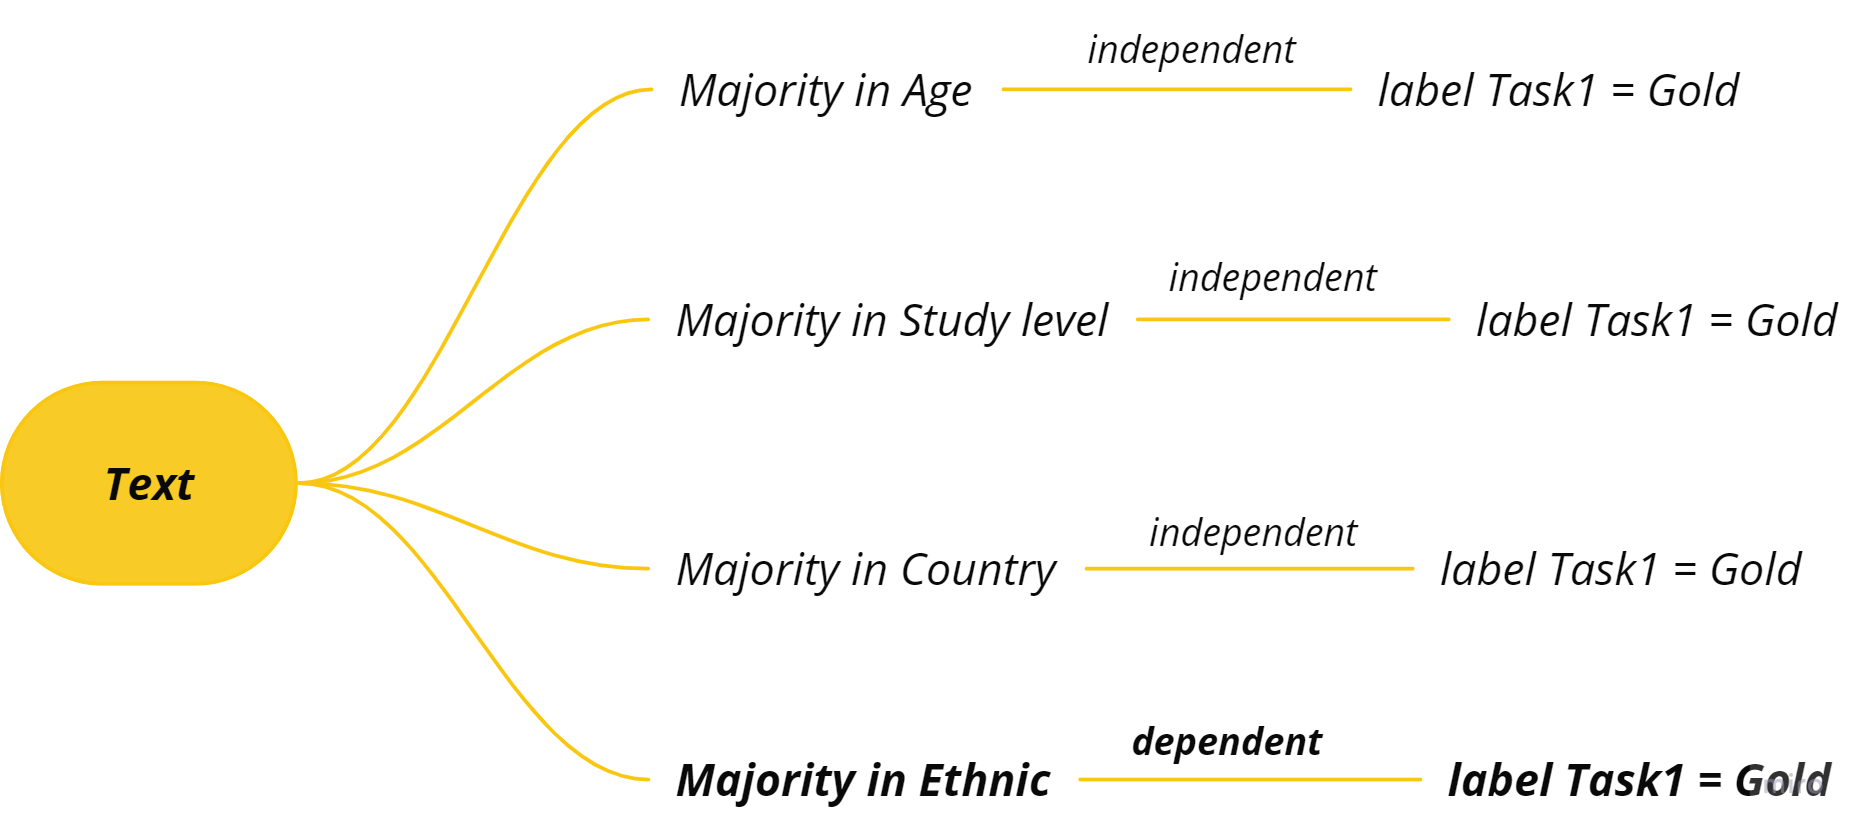 independent
Majority in Age
label Task1 = Gold
independent
Majority in Study level
label Task1 = Gold
Text
independent
Majority in Country
label Task1 = Gold
dependent
Majority in Ethnic
label Task1 = Gold
miro